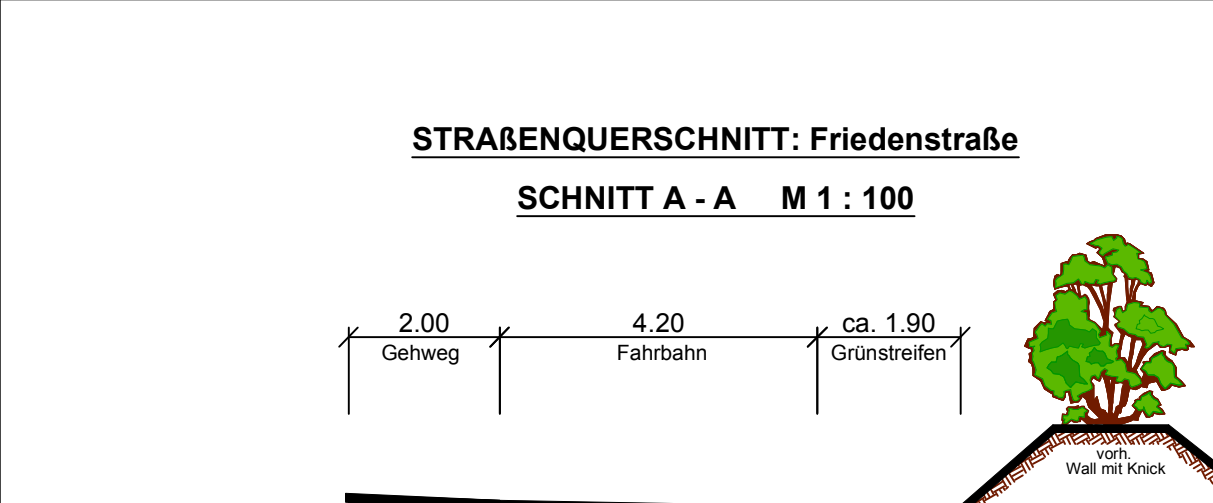 STRAßENQUERSCHNITT: Friedenstraße
SCHNITT A - A M 1 : 100
2.00 4.20 ca. 1.90
Gehweg Fahrbahn Grünstreifen
vorh.
Wall mit Knick